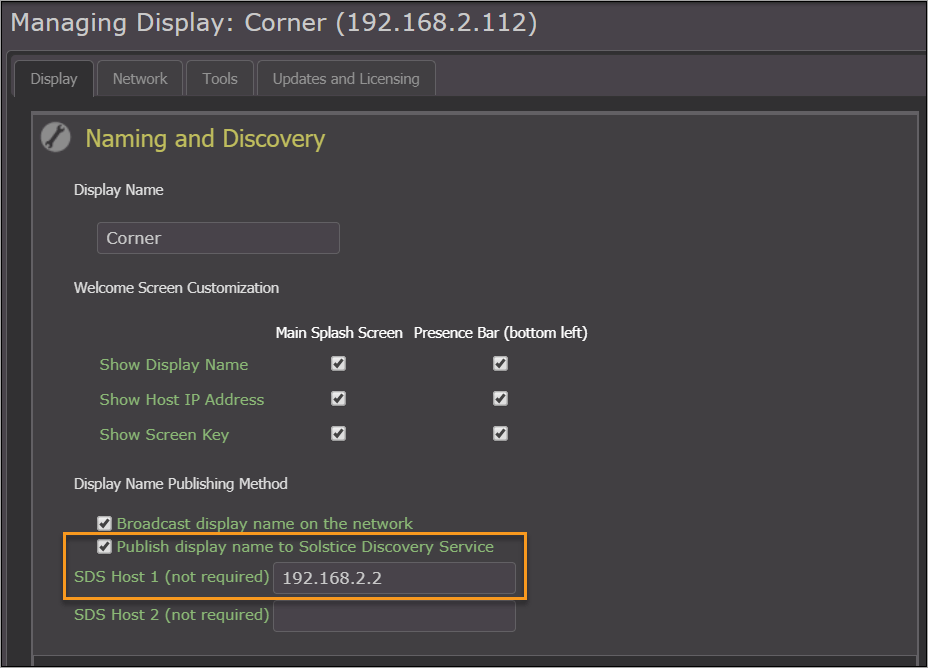 Managing Display: Corner (192.168.2.112)
Display Network Tools Updates and Licensing
Naming and Discovery
Display Name
Corner
Welcome Screen Customization
Main Splash Screen Presence Bar (bottom left)
Show Display Name
Show Host IP Address
Show Screen Key
Display Name Publishing Method
Broadcast display name on the network
Publish display name to Solstice Discovery Service
SDS Host 1 (not required) 192.168.2.2
SDS Host 2 (not required)